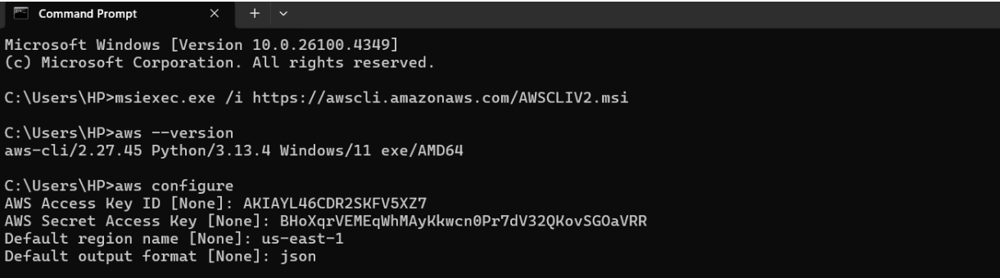 Command Prompt
Microsoft Windows [Version 10.0.26100.4349]
(c) Microsoft Corporation. All rights reserved.
C:\Users\HP>msiexec.exe /i https://awscli.amazonaws.com/AWSCLIV2.msi
C:\Users\HP>aws --version
aws-cli/2.27.45 Python/3.13.4 Windows/11 exe/AMD64
C:\Users\HP>aws configure
AWS Access Key ID [None]: AKIAYL46CDR2SKFV5XZ7
AWS Secret Access Key [None]: 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
Default region name [None]: us-east-1
Default output format [None]: json